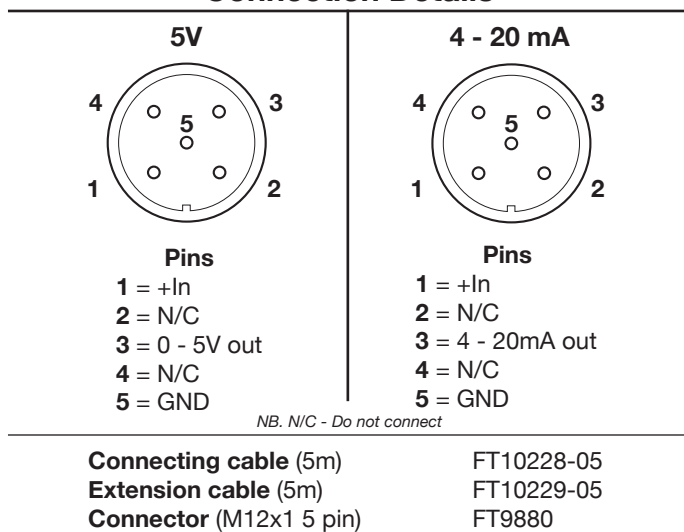 5V
4
3
5
1
2
Pins
1 = +In
2 = N/C
3 = 0 - 5V out
4 = N/C
5 = GND
4 - 20 mA
4
3
5
1
2
Pins
1 = +In
2 = N/C
3 = 4 - 20mA out
4 = N/C
5 = GND
NB. N/C - Do not connect
Connecting cable (5m) FT10228-05
Extension cable (5m) FT10229-05
Connector (M12x1 5 pin) FT9880